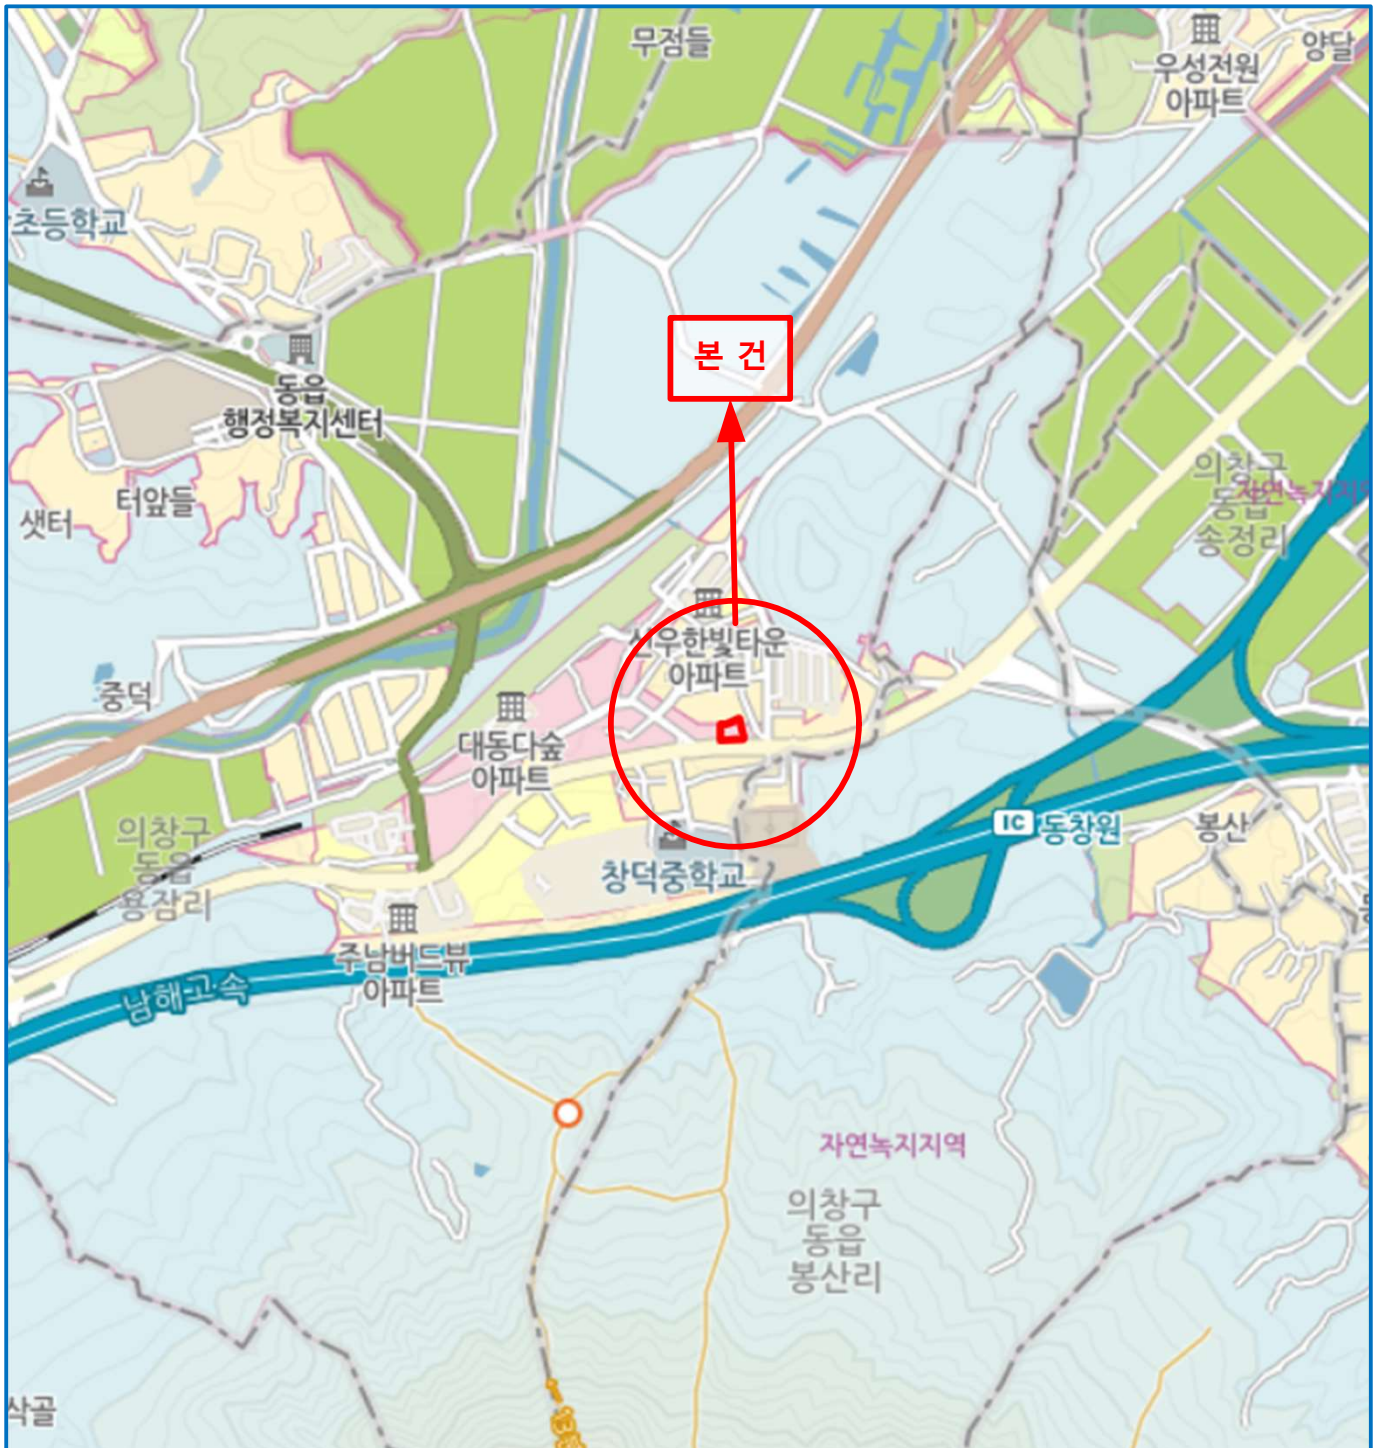 무점들
우성전원
아파트
양달
초등학교
본 건
동읍
행정복지센터
터앞들
샛터
의창구
동읍
송정리
자연녹지지역
선우한빛타운
아파트
중덕
대동다숲
아파트
의창구
동읍
용잠리
창덕중학교
IC 동창원
봉산
주남버드뷰
아파트
남해고속
자연녹지지역
의창구
동읍
봉산리
삭골